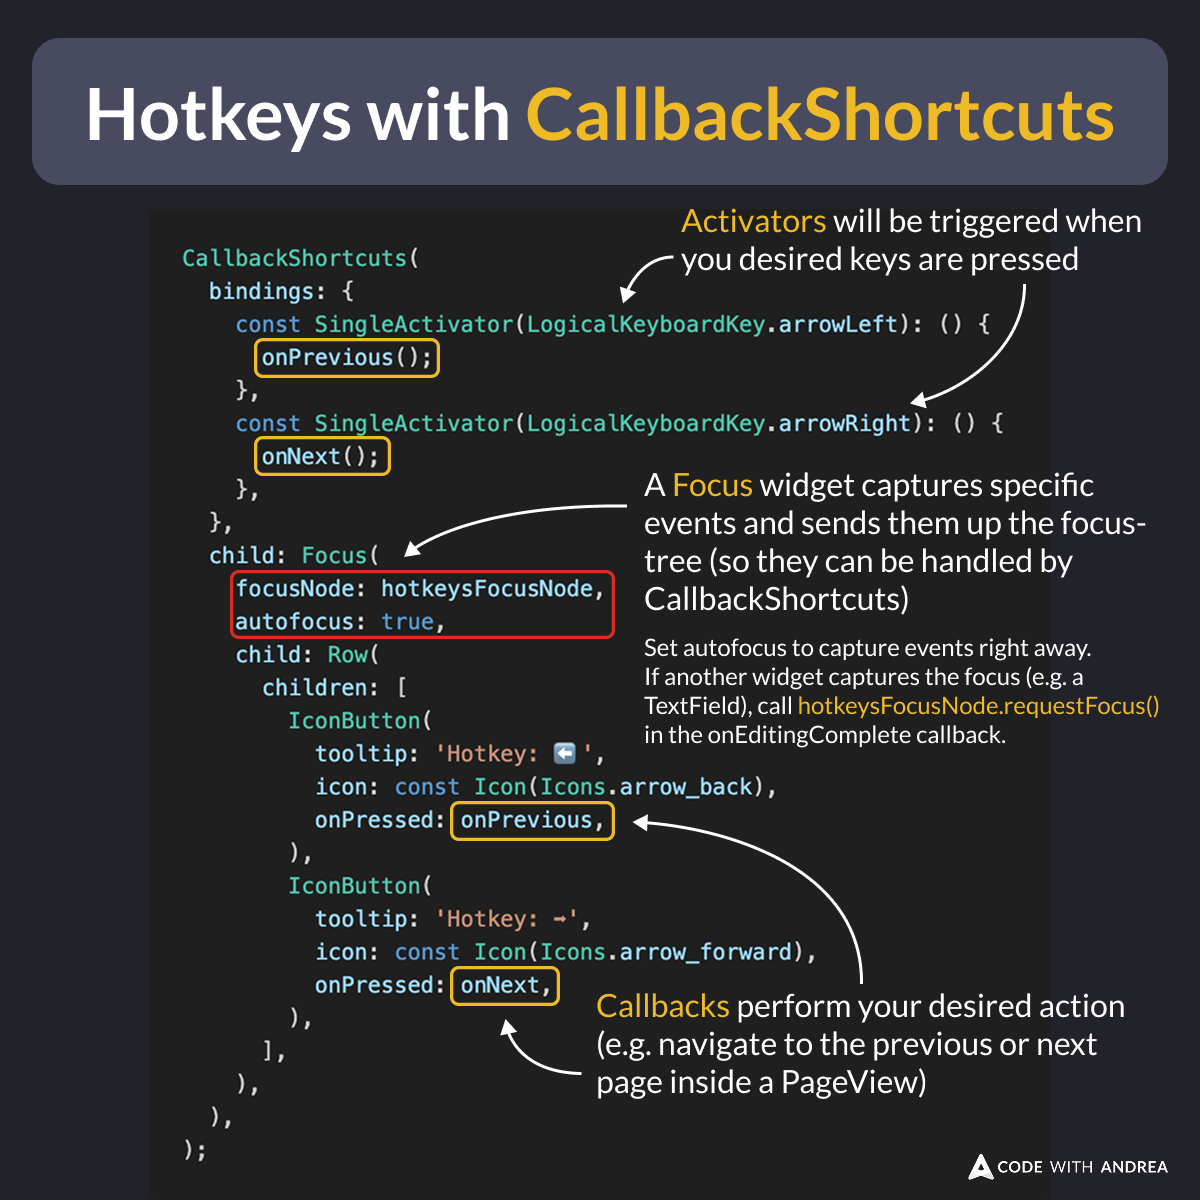 Hotkeys with CallbackShortcuts
Activators will be triggered when
you desired keys are pressed
CallbackShortcuts(
bindings: {
const SingleActivator(LogicalKeyboardKey.arrowLeft): () {
onPrevious();
},
const SingleActivator(LogicalKeyboardKey.arrowRight): () {
onNext();
},
},
child: Focus(
focusNode: hotkeysFocusNode,
autofocus: true,
child: Row(
children: [
IconButton(
tooltip: 'Hotkey: ⬅️ ',
icon: const Icon(Icons.arrow_back),
onPressed: onPrevious,
),
IconButton(
tooltip: 'Hotkey: ➡',
icon: const Icon(Icons.arrow_forward),
onPressed: onNext,
),
],
),
),
);
A Focus widget captures specific
events and sends them up the focus-
tree (so they can be handled by
CallbackShortcuts)
Set autofocus to capture events right away.
If another widget captures the focus (e.g. a
TextField), call hotkeysFocusNode.requestFocus()
in the onEditingComplete callback.
Callbacks perform your desired action
(e.g. navigate to the previous or next
page inside a PageView)
CODE WITH ANDREA